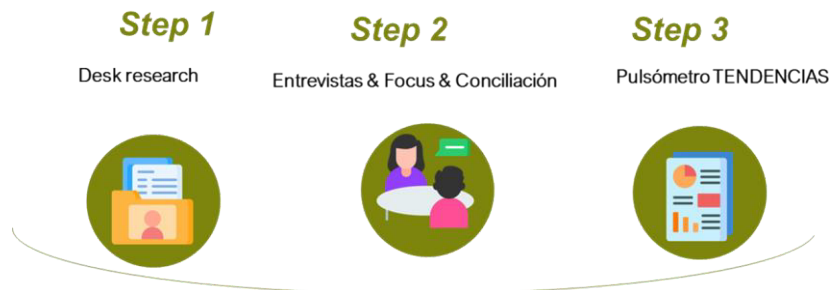 Step 1
Step 2
Step 3
Desk research
Entrevistas & Focus & Conciliación
Pulsómetro TENDENCIAS